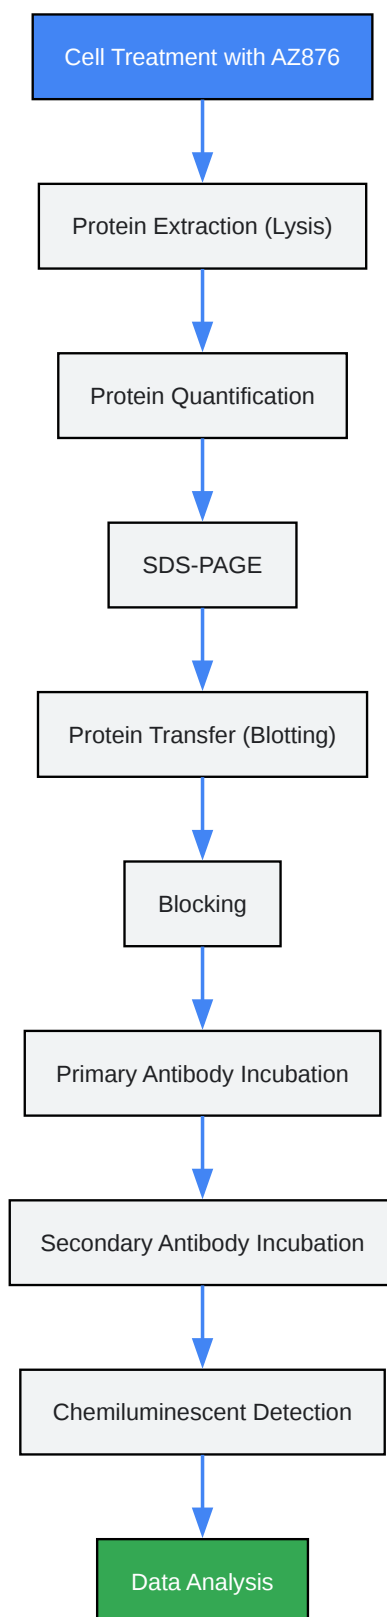 Cell Treatment with AZ876
Protein Extraction (Lysis)
Protein Quantification
SDS-PAGE
Protein Transfer (Blotting)
Blocking
Primary Antibody Incubation
Secondary Antibody Incubation
Chemiluminescent Detection
Data Analysis